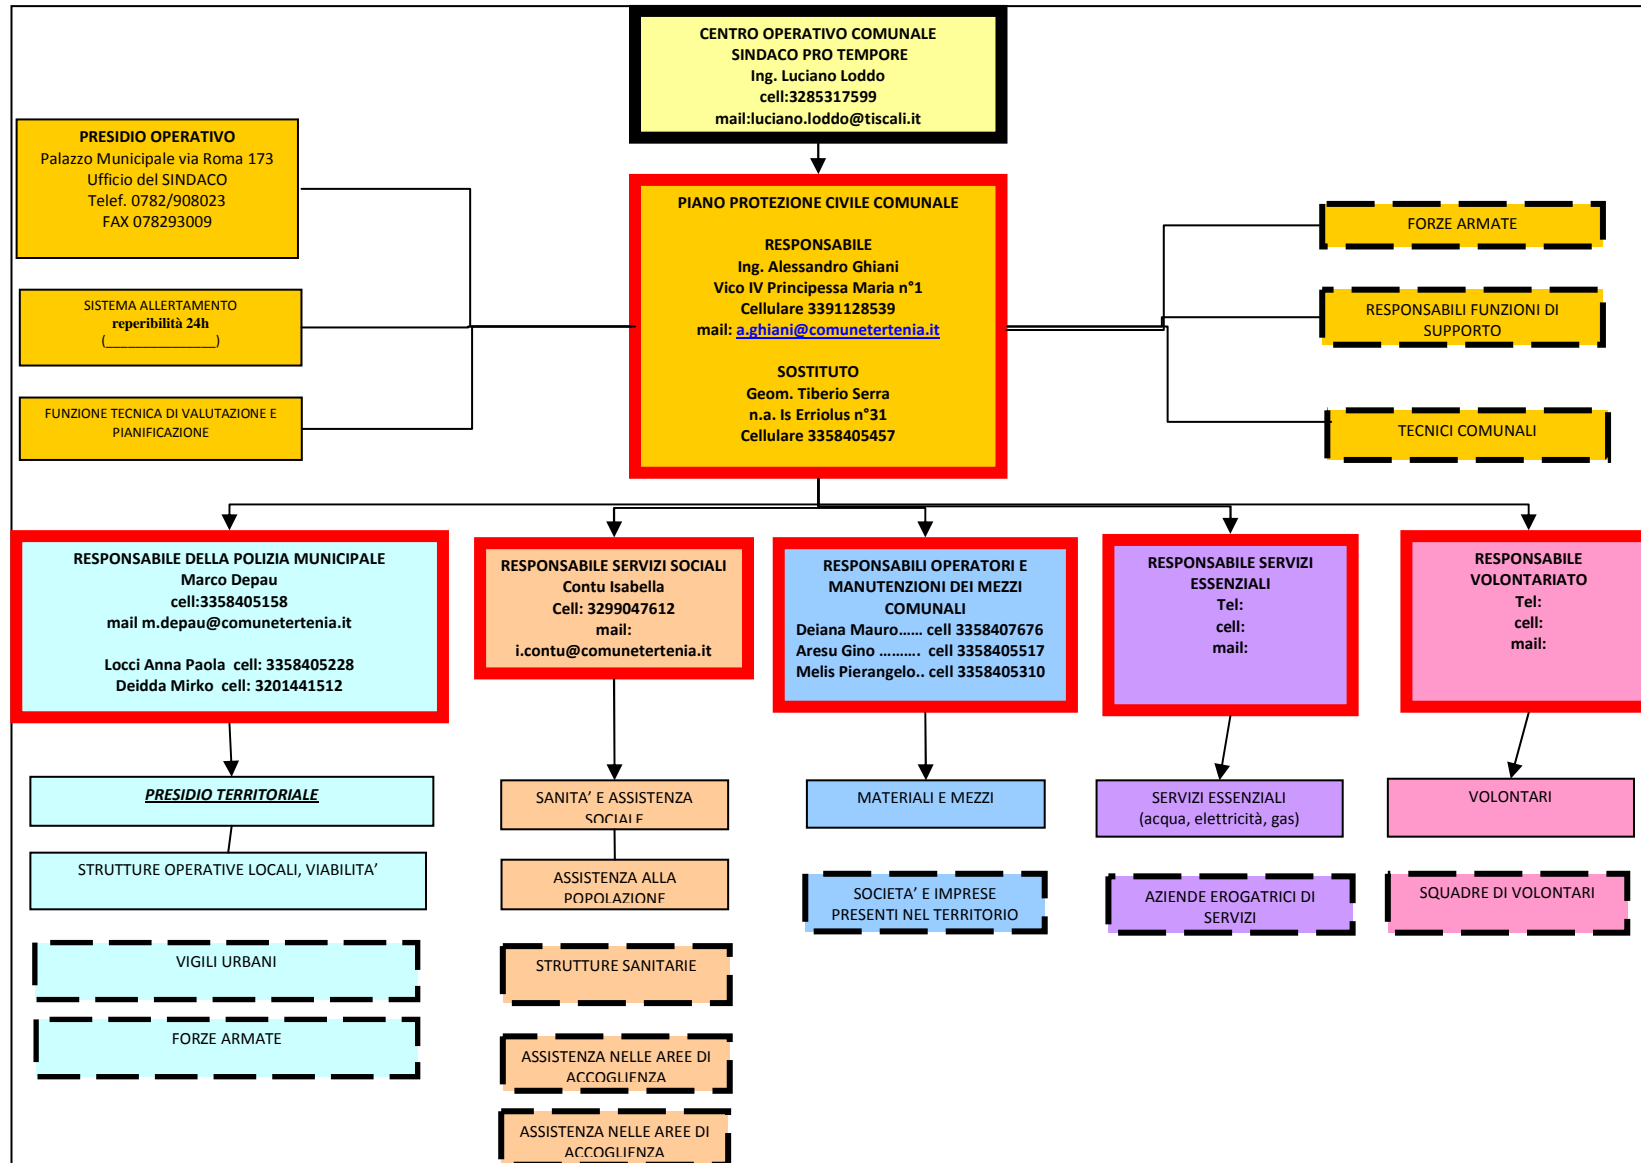 CENTRO OPERATIVO COMUNALE
SINDACO PRO TEMPORE
Ing. Luciano Loddo
cell:3285317599
mail:luciano.loddo@tiscali.it
PRESIDIO OPERATIVO
Palazzo Municipale via Roma 173
Ufficio del SINDACO
Telef. 0782/908023
FAX 078293009
SISTEMA ALLERTAMENTO
reperibilità 24h
(_______________)
FUNZIONE TECNICA DI VALUTAZIONE E
PIANIFICAZIONE
PIANO PROTEZIONE CIVILE COMUNALE
RESPONSABILE
Ing. Alessandro Ghiani
Vico IV Principessa Maria n°1
Cellulare 3391128539
mail: a.ghiani@comunetertenia.it
SOSTITUTO
Geom. Tiberio Serra
n.a. Is Erriolus n°31
Cellulare 3358405457
FORZE ARMATE
RESPONSABILI FUNZIONI DI
SUPPORTO
TECNICI COMUNALI
RESPONSABILE DELLA POLIZIA MUNICIPALE
Marco Depau
cell:3358405158
mail m.depau@comunetertenia.it
Locci Anna Paola  cell: 3358405228
Deidda Mirko  cell: 3201441512
RESPONSABILE SERVIZI SOCIALI
Contu Isabella
Cell: 3299047612
mail:
i.contu@comunetertenia.it
RESPONSABILI OPERATORI E
MANUTENZIONI DEI MEZZI
COMUNALI
Deiana Mauro...... cell 3358407676
Aresu Gino ..........  cell 3358405517
Melis Pierangelo.. cell 3358405310
RESPONSABILE SERVIZI
ESSENZIALI
Tel:
cell:
mail:
RESPONSABILE
VOLONTARIATO
Tel:
cell:
mail:
PRESIDIO TERRITORIALE
STRUTTURE OPERATIVE LOCALI, VIABILITA’
VIGILI URBANI
FORZE ARMATE
SANITA’ E ASSISTENZA
SOCIALE
ASSISTENZA ALLA
POPOLAZIONE
STRUTTURE SANITARIE
ASSISTENZA NELLE AREE DI
ACCOGLIENZA
ASSISTENZA NELLE AREE DI
ACCOGLIENZA
MATERIALI E MEZZI
SOCIETA’ E IMPRESE
PRESENTI NEL TERRITORIO
SERVIZI ESSENZIALI
(acqua, elettricità, gas)
AZIENDE EROGATRICI DI
SERVIZI
VOLONTARI
SQUADRE DI VOLONTARI